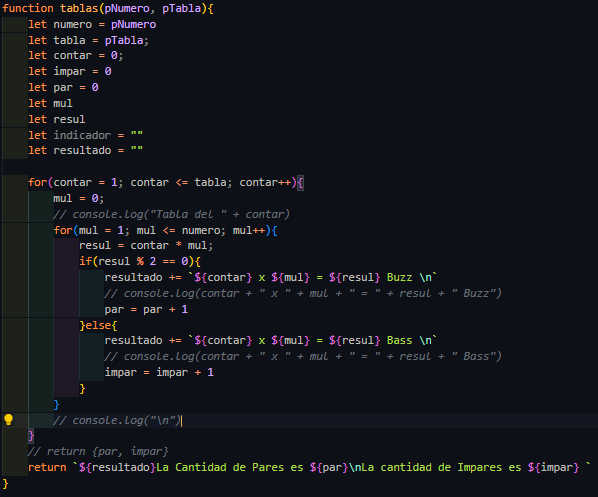 function tablas(pNumero, pTabla){
    let numero = pNumero
    let tabla = pTabla;
    let contar = 0;
    let impar = 0
    let par = 0
    let mul
    let resul
    let indicador = ""
    let resultado = ""

    for(contar = 1; contar <= tabla; contar++){
        mul = 0;
        // console.log("Tabla del " + contar)
        for(mul = 1; mul <= numero; mul++){
            resul = contar * mul;
            if(resul % 2 == 0){
                resultado += `${contar} x ${mul} = ${resul} Buzz \n`
                // console.log(contar + " x " + mul + " = " + resul + " Buzz")
                par = par + 1
            }else{
                resultado += `${contar} x ${mul} = ${resul} Bass \n`
                // console.log(contar + " x " + mul + " = " + resul + " Bass")
                impar = impar + 1
            }
        }
        // console.log("\n")
    }
    // return {par, impar}
    return `${resultado}La Cantidad de Pares es ${par}\nLa cantidad de Impares es ${impar} `
}